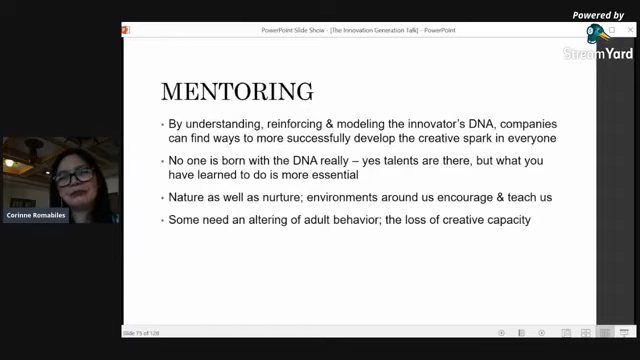 Powered by
PowerPoint Slide Show - [The Innovation Generation Talk] - PowerPoint
StreamYard
MENTORING
• By understanding, reinforcing & modeling the innovator's DNA, companies
can find ways to more successfully develop the creative spark in everyone
• No one is born with the DNA really – yes talents are there, but what you
have learned to do is more essential
• Nature as well as nurture; environments around us encourage & teach us
• Some need an altering of adult behavior; the loss of creative capacity
Corinne Romabiles
Slide 75 of 128